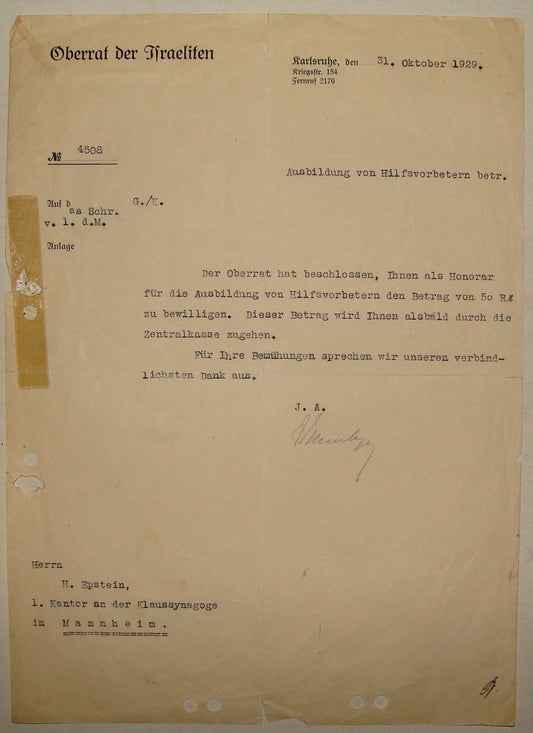 Oberrat der Israeliten
Karlsruhe, den 31. Oktober 1929.
Kriegsstr. 154
Fernruf 2170
№ 4508
Ausbildung von Hilfsvorbetern betr.
Auf das Schr. G./K.
v. 1. d.M.
Anlage
Der Oberrat hat beschlossen, Ihnen als Honorar
für die Ausbildung von Hilfsvorbetern den Betrag von 50 RM
zu bewilligen. Dieser Betrag wird Ihnen alsbald durch die
Zentralkasse zugehen.
Für Ihre Bemühungen sprechen wir unseren verbind-
lichsten Dank aus.
J. A.
Herrn
H. Epstein,
1. Kantor an der Klaussynagoge
in Mannheim.